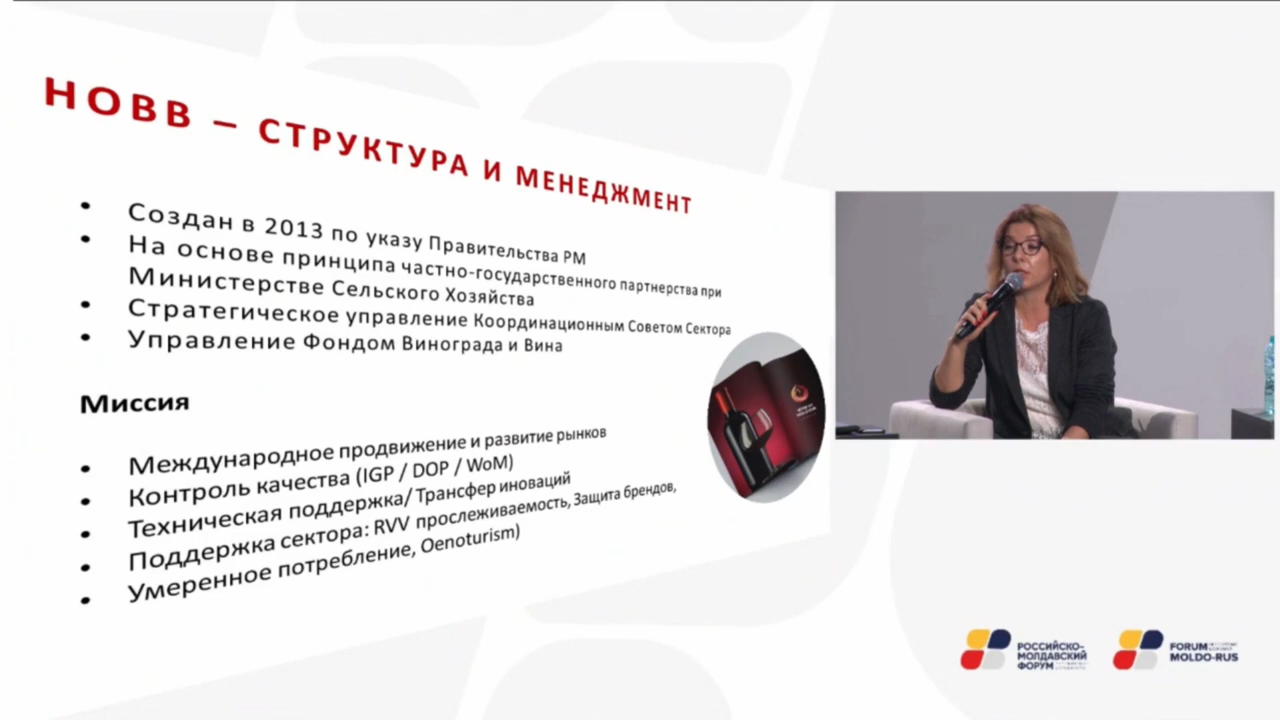 НОВВ – СТРУКТУРА И МЕНЕДЖМЕНТ
• Создан в 2013 по указу Правительства РМ
• На основе принципа частно-государственного партнерства при
Министерстве Сельского Хозяйства
• Стратегическое управление Координационным Советом Сектора
• Управление Фондом Винограда и Вина
Миссия
• Международное продвижение и развитие рынков
• Контроль качества (IGP / DOP / WoM)
• Техническая поддержка/ Трансфер иноваций
• Поддержка сектора: RVV прослеживаемость, Защита брендов,
• Умеренное потребление, Oenoturism)
РОССИЙСКО-
МОЛДАВСКИЙ
ФОРУМ
FORUM
MOLDO-RUS